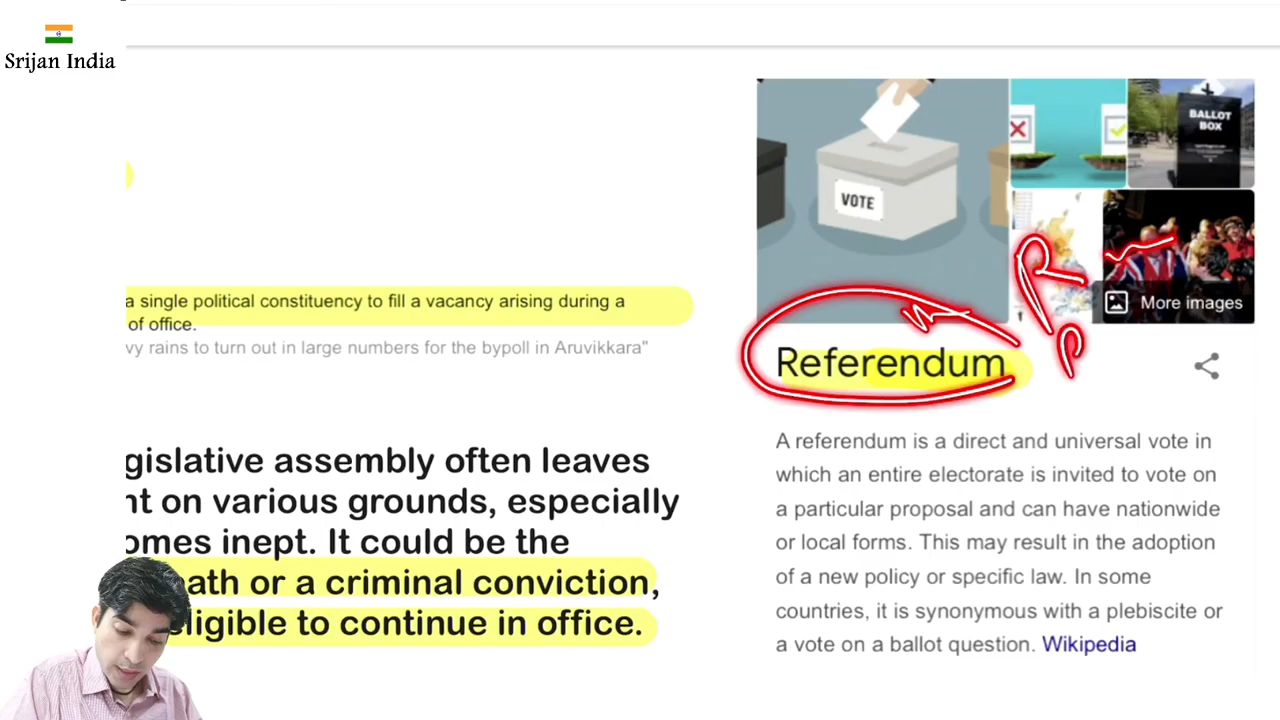 Srijan India
BALLOT
BOX
VOTE
More images
Referendum
a single political constituency to fill a vacancy arising during a
of office.
vy rains to turn out in large numbers for the bypoll in Aruvikkara"
gislative assembly often leaves
nt on various grounds, especially
omes inept. It could be the
ath or a criminal conviction,
eligible to continue in office.
A referendum is a direct and universal vote in
which an entire electorate is invited to vote on
a particular proposal and can have nationwide
or local forms. This may result in the adoption
of a new policy or specific law. In some
countries, it is synonymous with a plebiscite or
a vote on a ballot question. Wikipedia